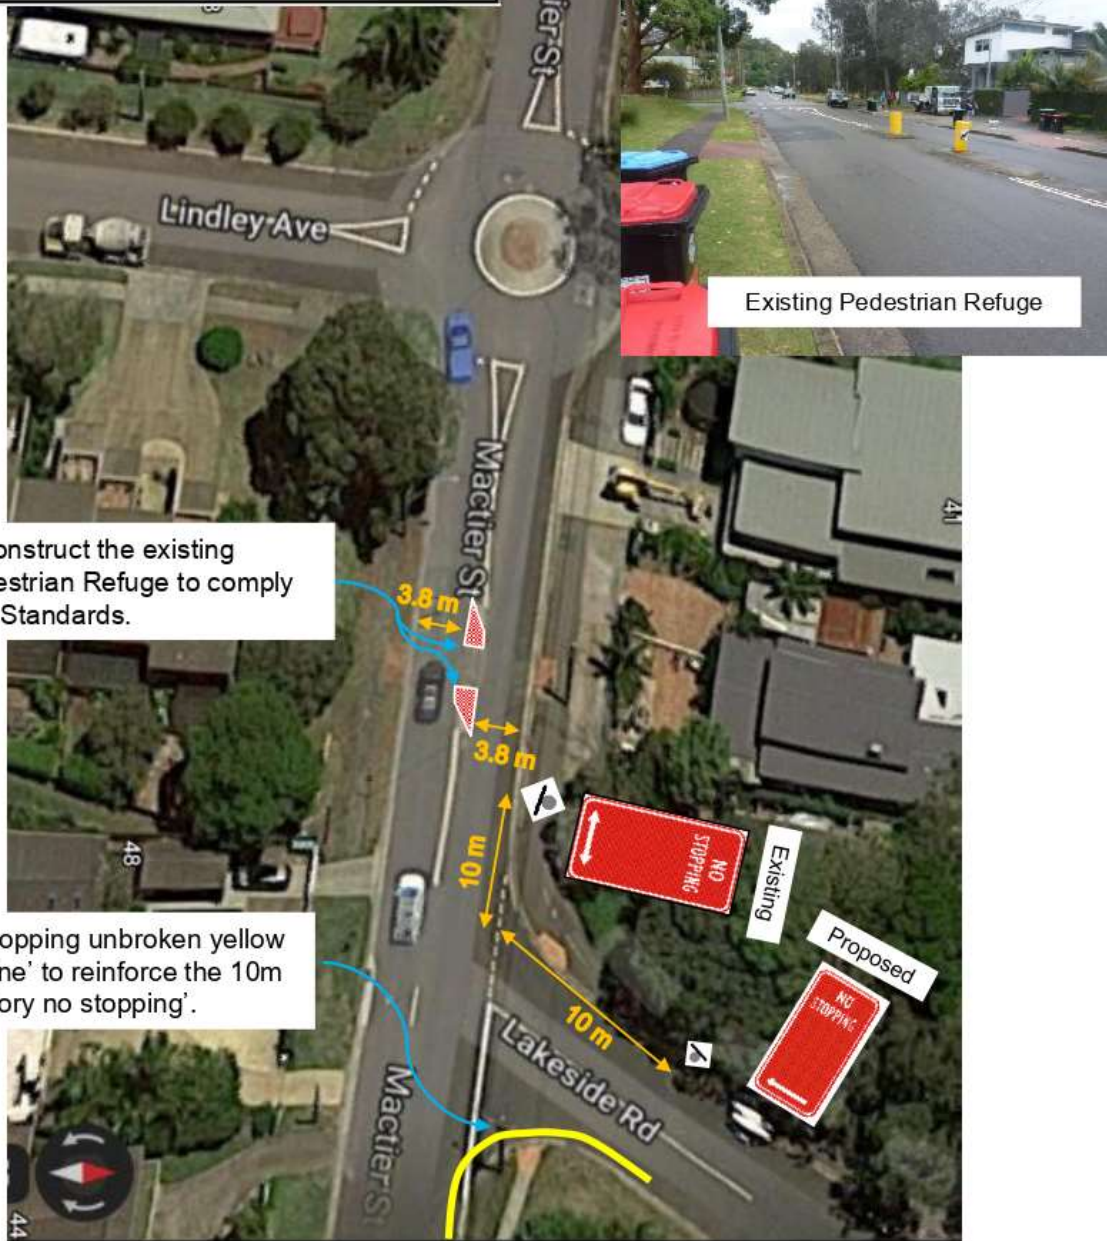 ier St
Lindley Ave
Existing Pedestrian Refuge
Mactier St
41
onstruct the existing
estrian Refuge to comply
Standards.
3.8 m
3.8 m
10 m
NO
STOPPING
Existing
48
opping unbroken yellow
ne’ to reinforce the 10m
ory no stopping’.
Proposed
NO
STOPPING
10 m
Lakeside Rd
Mactier St
44